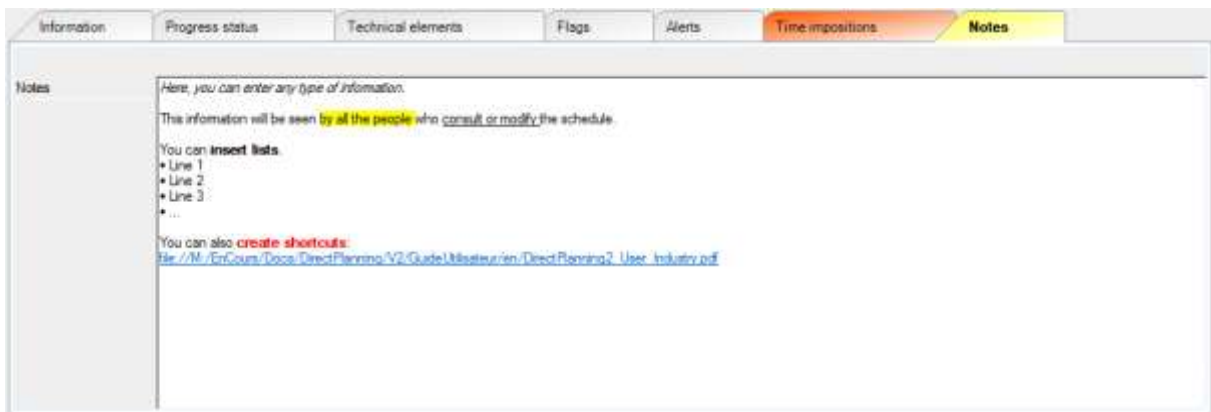 Information Progress status Technical elements Flags Alerts Time impositions Notes
Notes
Here, you can enter any type of information.
This information will be seen by all the people who consult or modify the schedule.
You can insert lists.
• Line 1
• Line 2
• Line 3
• ...
You can also create shortcuts:
file://M:/EnCours/Docs/DirectPlanning/V2/GuideUtilisateur/en/DirectPlanning2_User_Industry.pdf